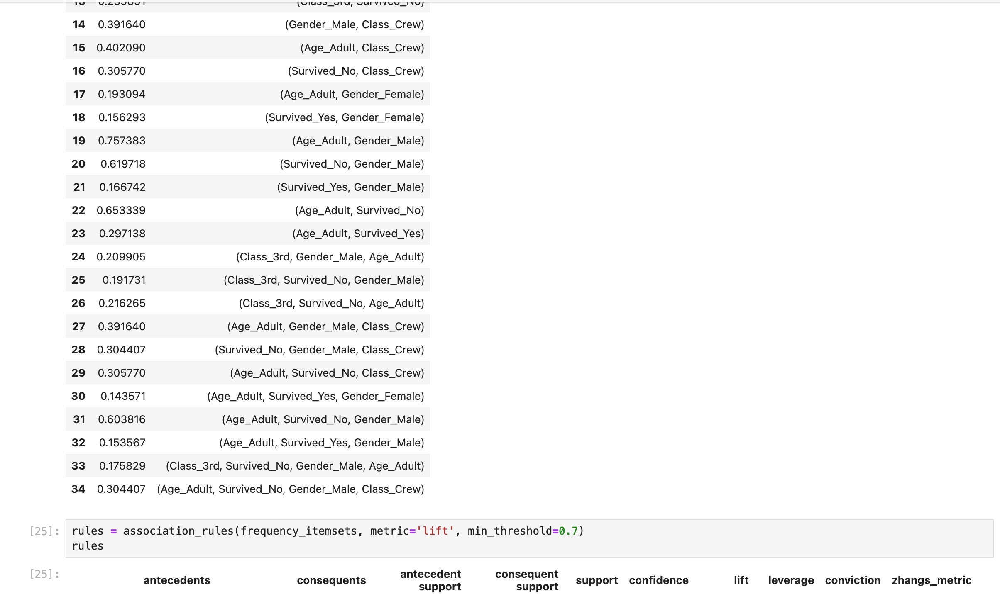 13 0.239891 (Class_3rd, Survived_No)
14 0.391640 (Gender_Male, Class_Crew)
15 0.402090 (Age_Adult, Class_Crew)
16 0.305770 (Survived_No, Class_Crew)
17 0.193094 (Age_Adult, Gender_Female)
18 0.156293 (Survived_Yes, Gender_Female)
19 0.757383 (Age_Adult, Gender_Male)
20 0.619718 (Survived_No, Gender_Male)
21 0.166742 (Survived_Yes, Gender_Male)
22 0.653339 (Age_Adult, Survived_No)
23 0.297138 (Age_Adult, Survived_Yes)
24 0.209905 (Class_3rd, Gender_Male, Age_Adult)
25 0.191731 (Class_3rd, Survived_No, Gender_Male)
26 0.216265 (Class_3rd, Survived_No, Age_Adult)
27 0.391640 (Age_Adult, Gender_Male, Class_Crew)
28 0.304407 (Survived_No, Gender_Male, Class_Crew)
29 0.305770 (Age_Adult, Survived_No, Class_Crew)
30 0.143571 (Age_Adult, Survived_Yes, Gender_Female)
31 0.603816 (Age_Adult, Survived_No, Gender_Male)
32 0.153567 (Age_Adult, Survived_Yes, Gender_Male)
33 0.175829 (Class_3rd, Survived_No, Gender_Male, Age_Adult)
34 0.304407 (Age_Adult, Survived_No, Gender_Male, Class_Crew)
[25]: rules = association_rules(frequency_itemsets, metric='lift', min_threshold=0.7)
rules
[25]:
antecedents consequents antecedent support consequent support support confidence lift leverage conviction zhangs_metric